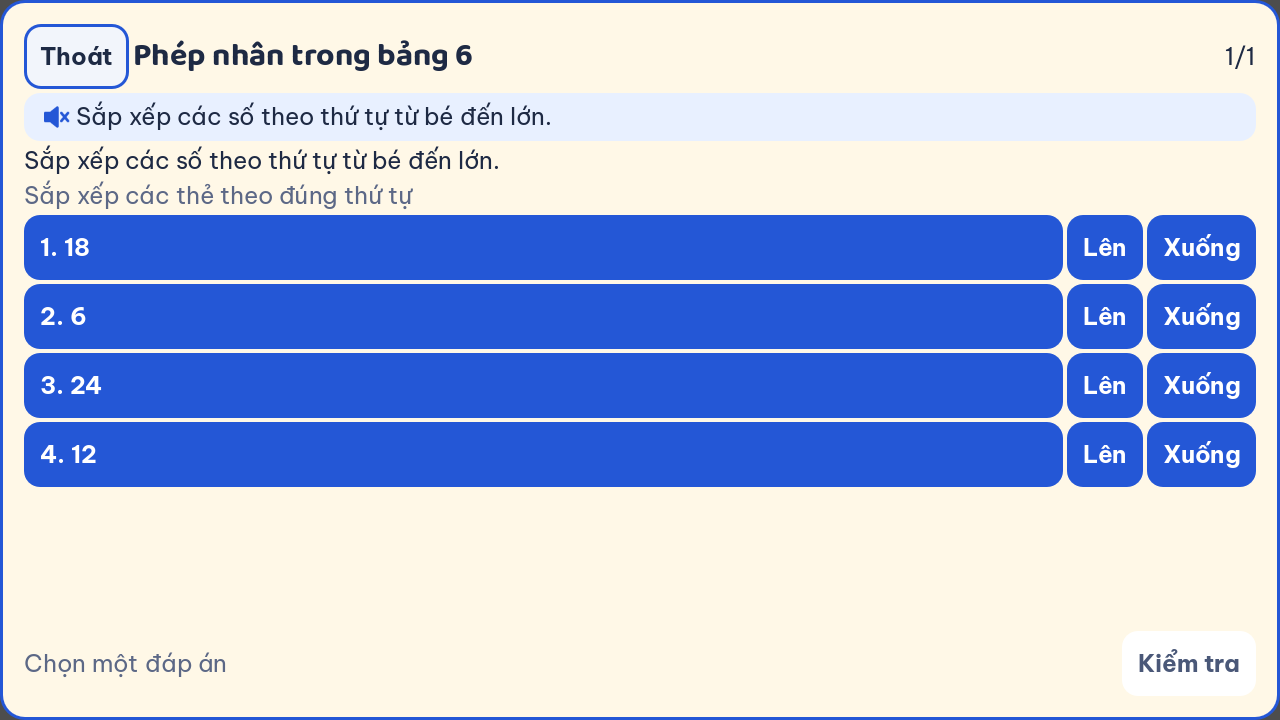 Thoát Phép nhân trong bảng 6 1/1
Sắp xếp các số theo thứ tự từ bé đến lớn.
Sắp xếp các số theo thứ tự từ bé đến lớn.
Sắp xếp các thẻ theo đúng thứ tự
1. 18 Lên Xuống
2. 6 Lên Xuống
3. 24 Lên Xuống
4. 12 Lên Xuống
Chọn một đáp án Kiểm tra